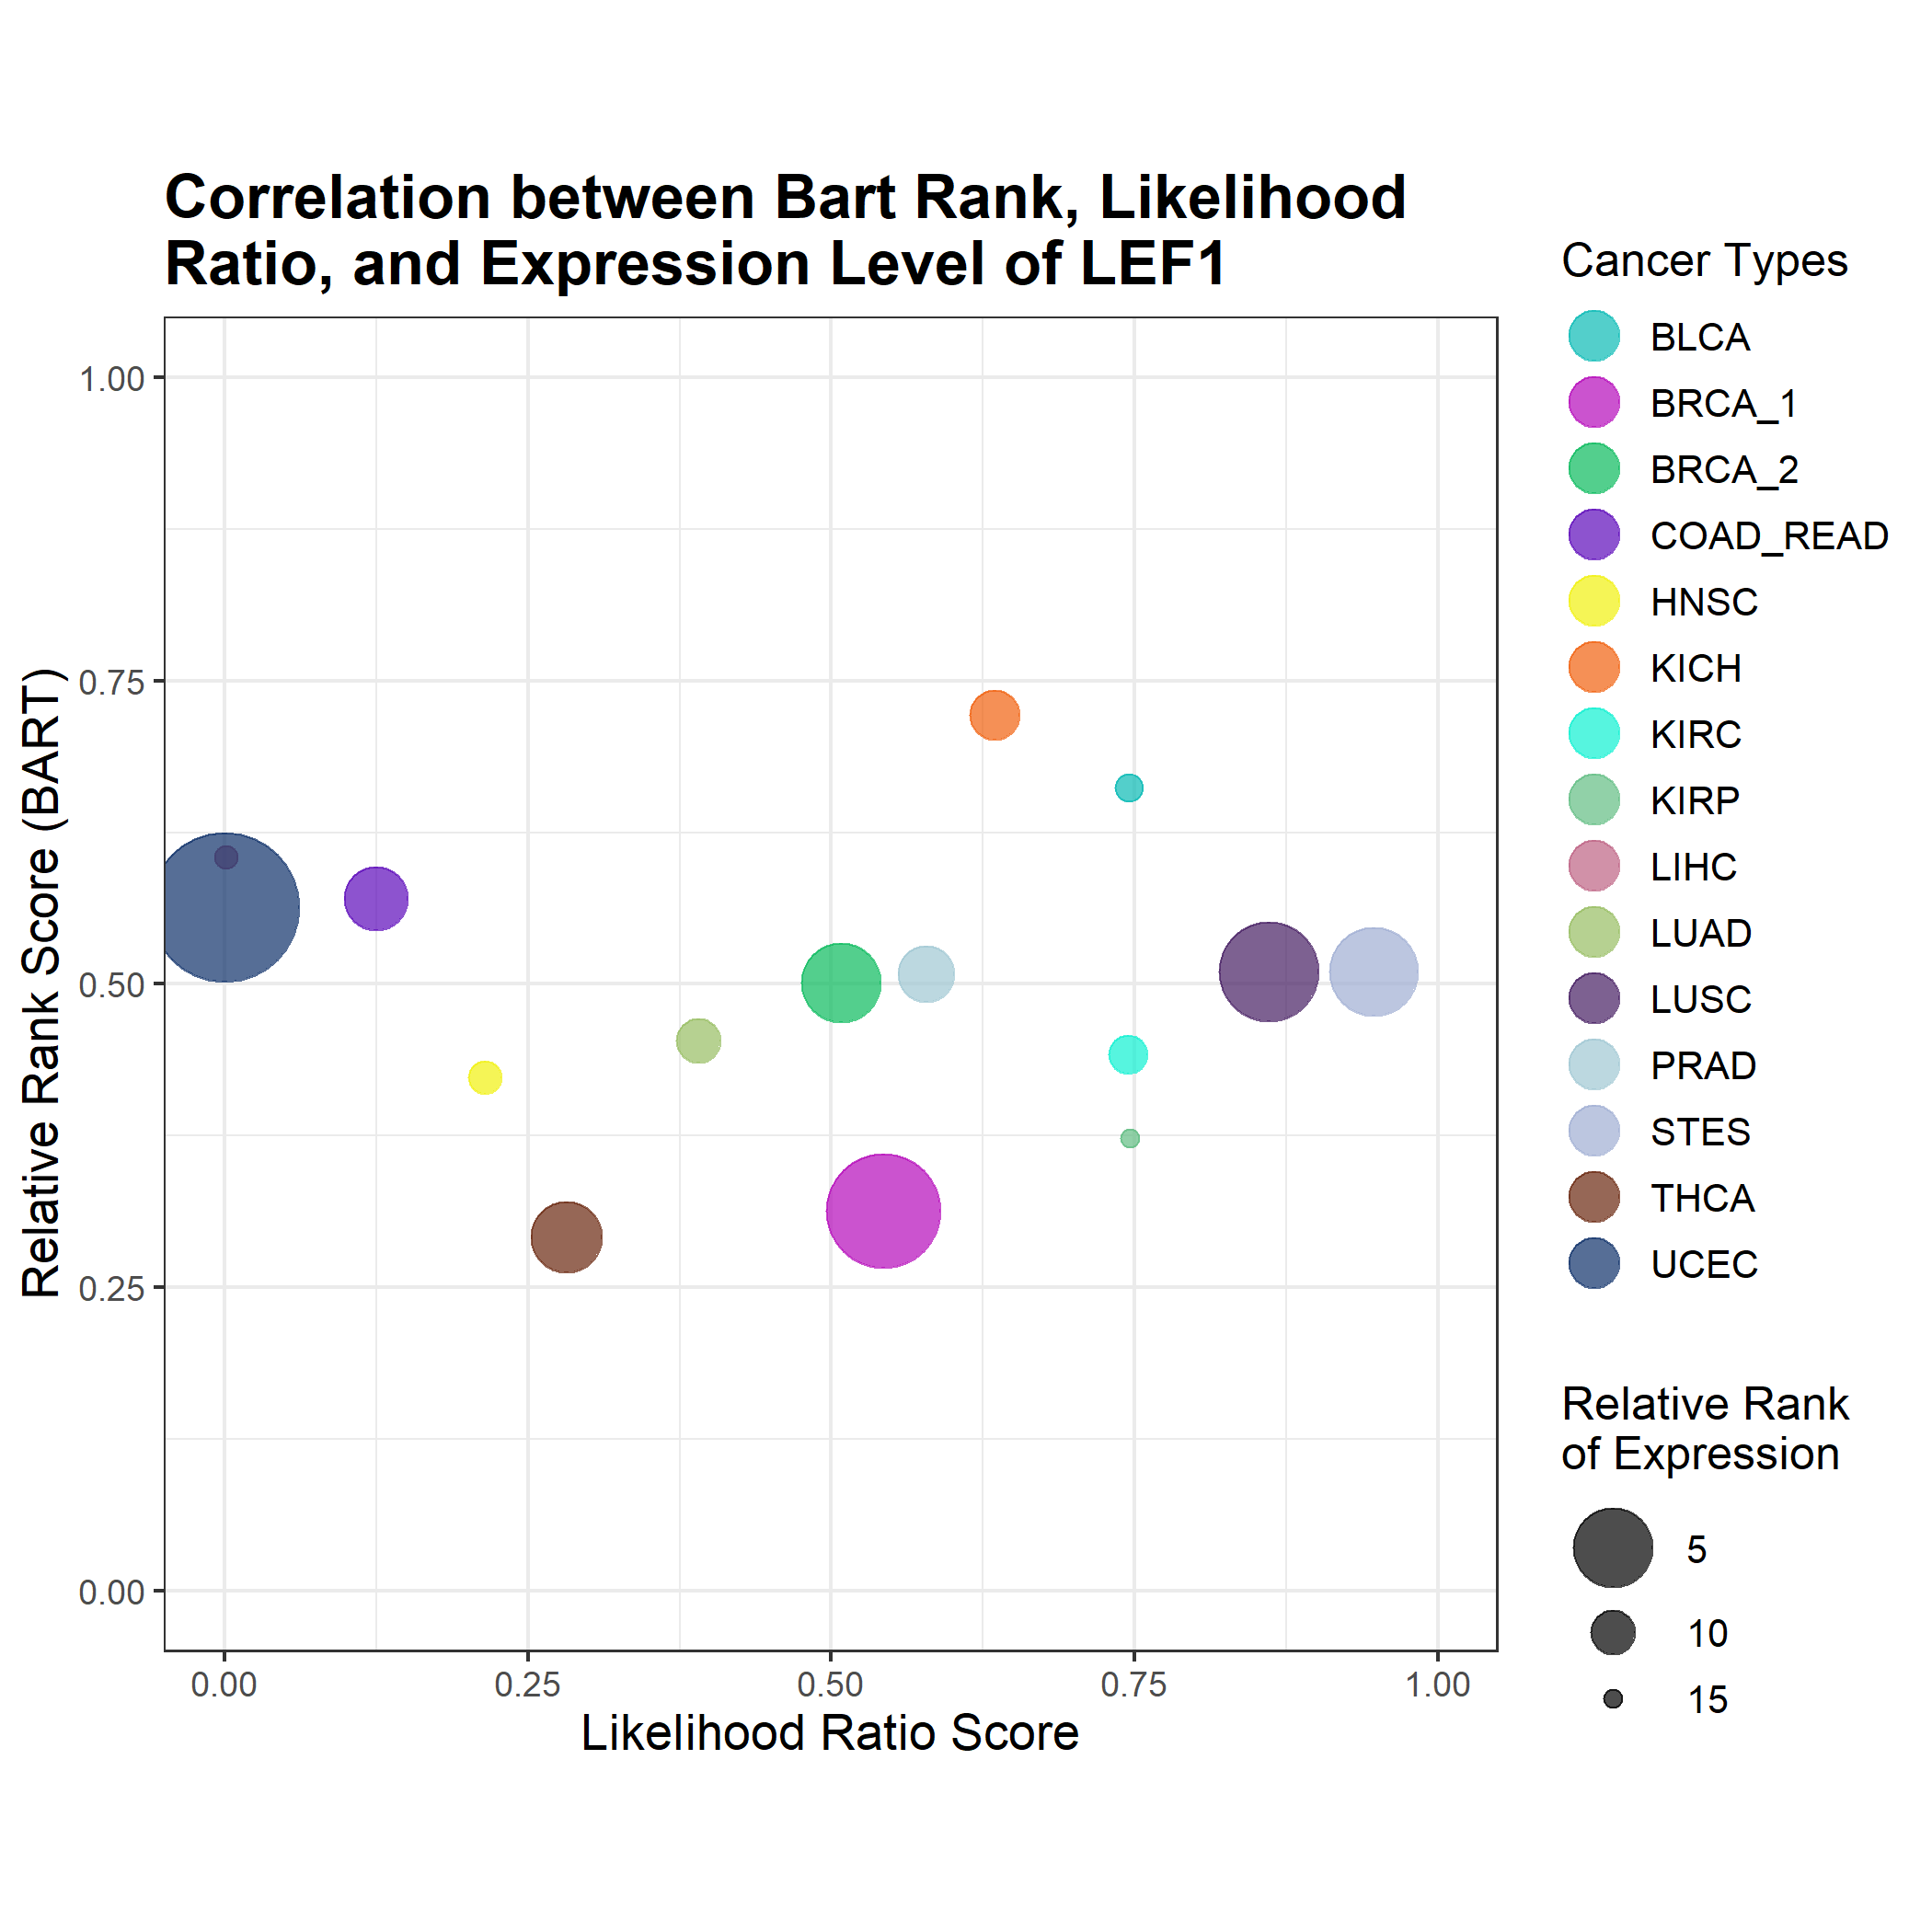 Correlation between Bart Rank, Likelihood
Ratio, and Expression Level of LEF1
Relative Rank Score (BART)
1.00
0.75
0.50
0.25
0.00
0.00 0.25 0.50 0.75 1.00
Likelihood Ratio Score
Cancer Types
BLCA
BRCA_1
BRCA_2
COAD_READ
HNSC
KICH
KIRC
KIRP
LIHC
LUAD
LUSC
PRAD
STES
THCA
UCEC
Relative Rank
of Expression
5
10
15